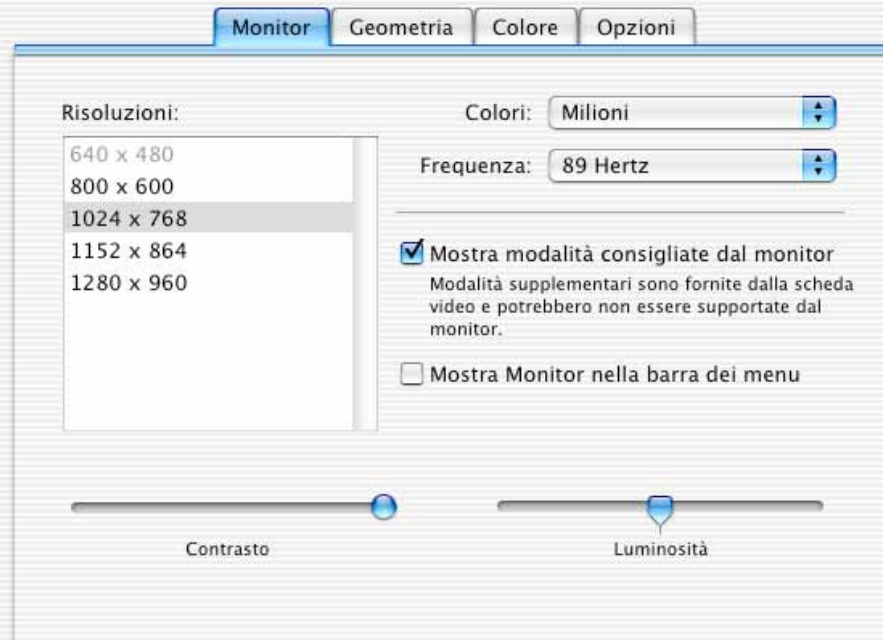 Monitor Geometria Colore Opzioni
Risoluzioni:
640 x 480
800 x 600
1024 x 768
1152 x 864
1280 x 960
Colori: Milioni
Frequenza: 89 Hertz
Mostra modalità consigliate dal monitor
Modalità supplementari sono fornite dalla scheda
video e potrebbero non essere supportate dal
monitor.
Mostra Monitor nella barra dei menu
Contrasto
Luminosità